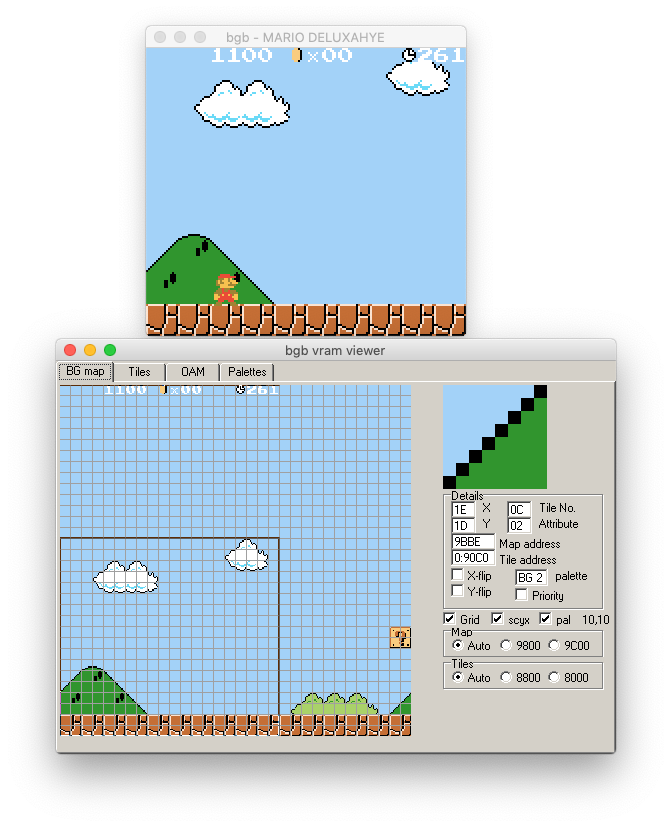 bgb - MARIO DELUXAHYE
1100 ×00 261
bgb vram viewer
BG map Tiles OAM Palettes
1100 ×00 261
?
Details
1E X 0C Tile No.
1D Y 02 Attribute
9BBE Map address
0:90C0 Tile address
X-flip BG 2 palette
Y-flip Priority
Grid scyx pal 10,10
Map
Auto 9800 9C00
Tiles
Auto 8800 8000